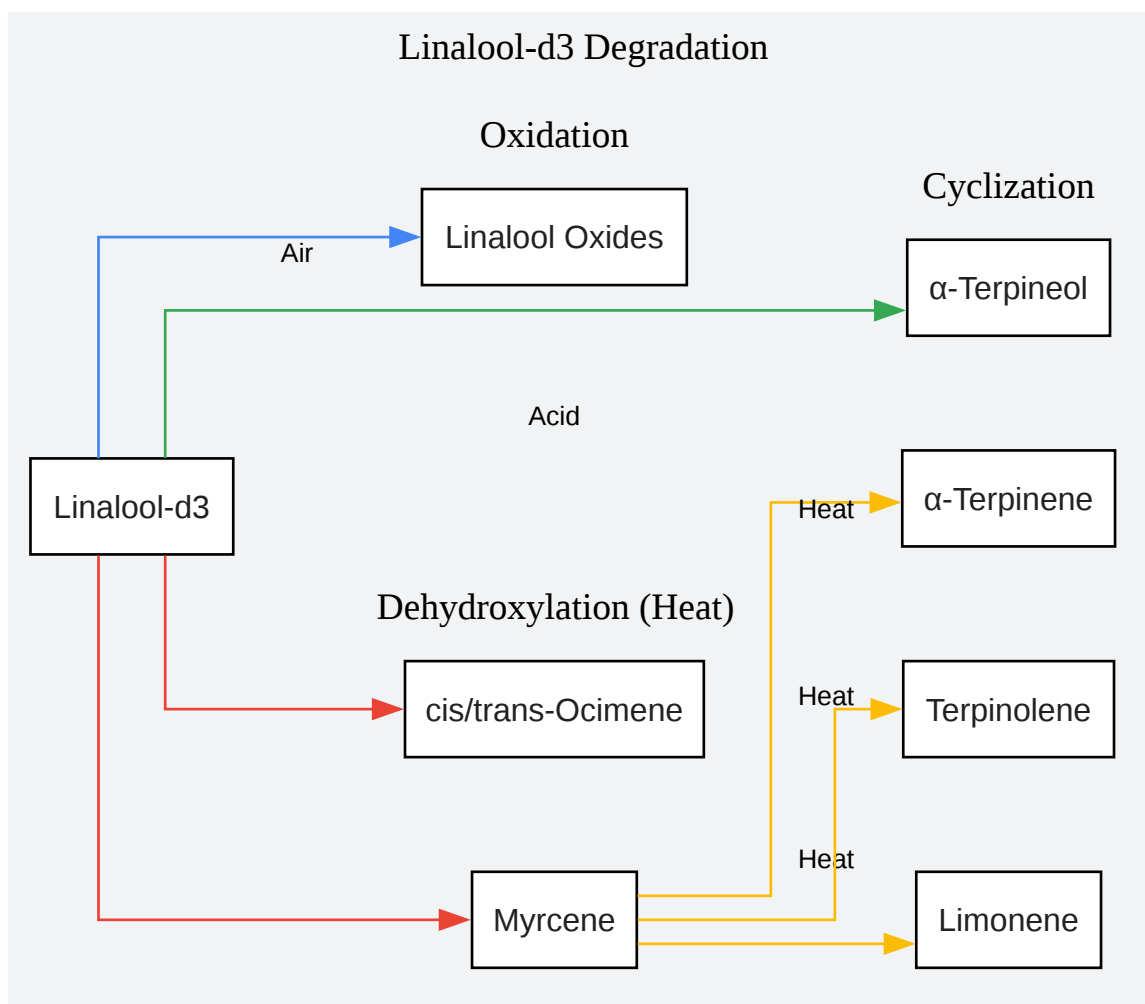 Linalool-d3 Degradation
Oxidation
Cyclization
Linalool Oxides
Air
α-Terpineol
Acid
Linalool-d3
Heat
α-Terpinene
Dehydroxylation (Heat)
cis/trans-Ocimene
Heat
Terpinolene
Heat
Myrcene
Limonene